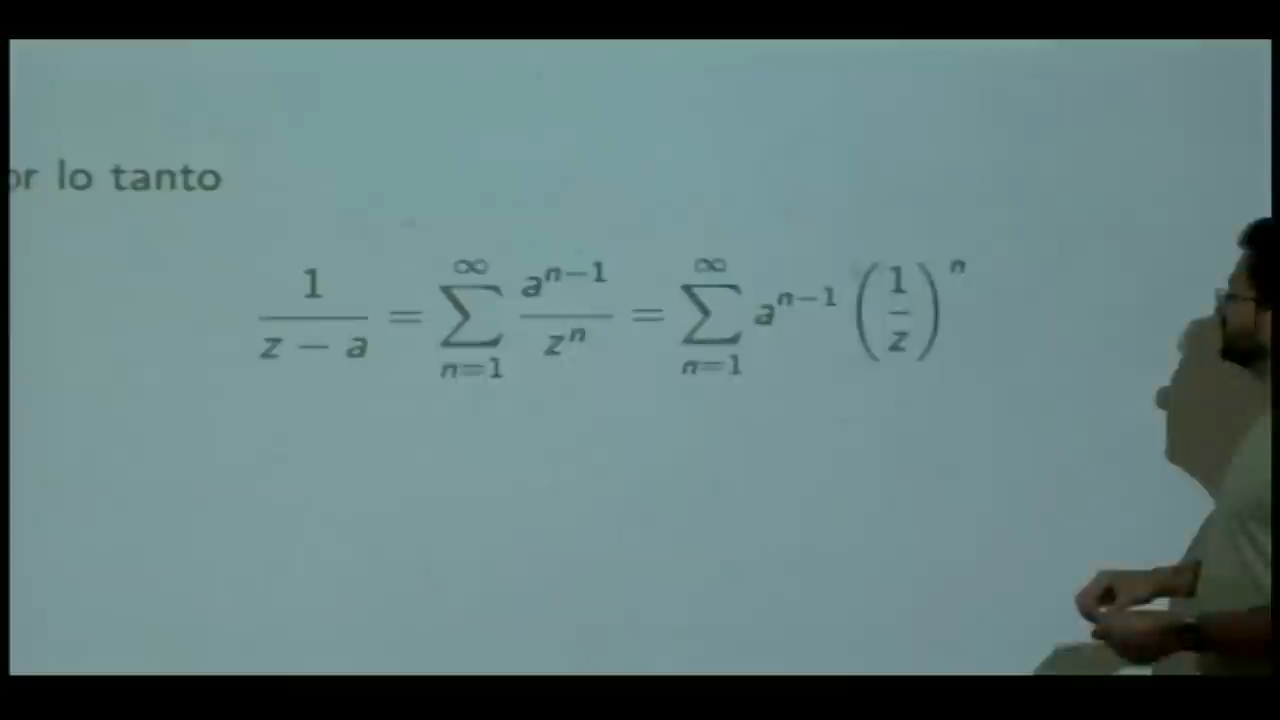 or lo tanto
1/(z − a) = ∑_{n=1}^{∞} a^{n−1}/z^n = ∑_{n=1}^{∞} a^{n−1} (1/z)^n